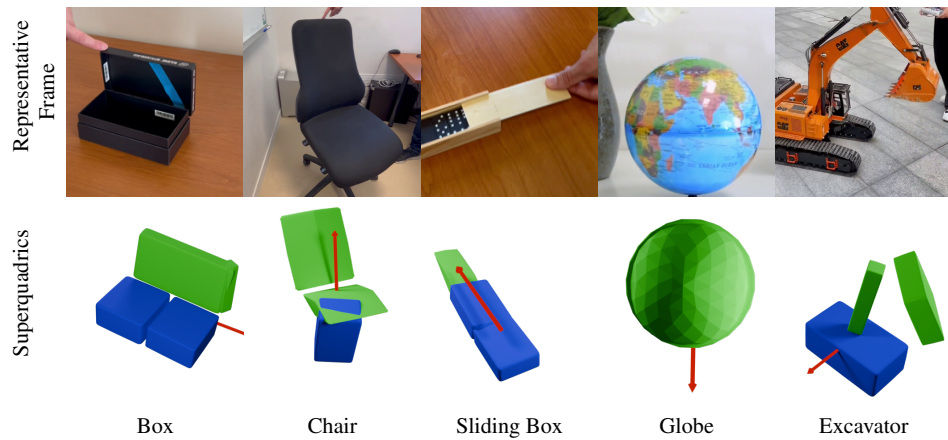 Representative
Frame
Superquadrics
Box
Chair
Sliding Box
Globe
Excavator